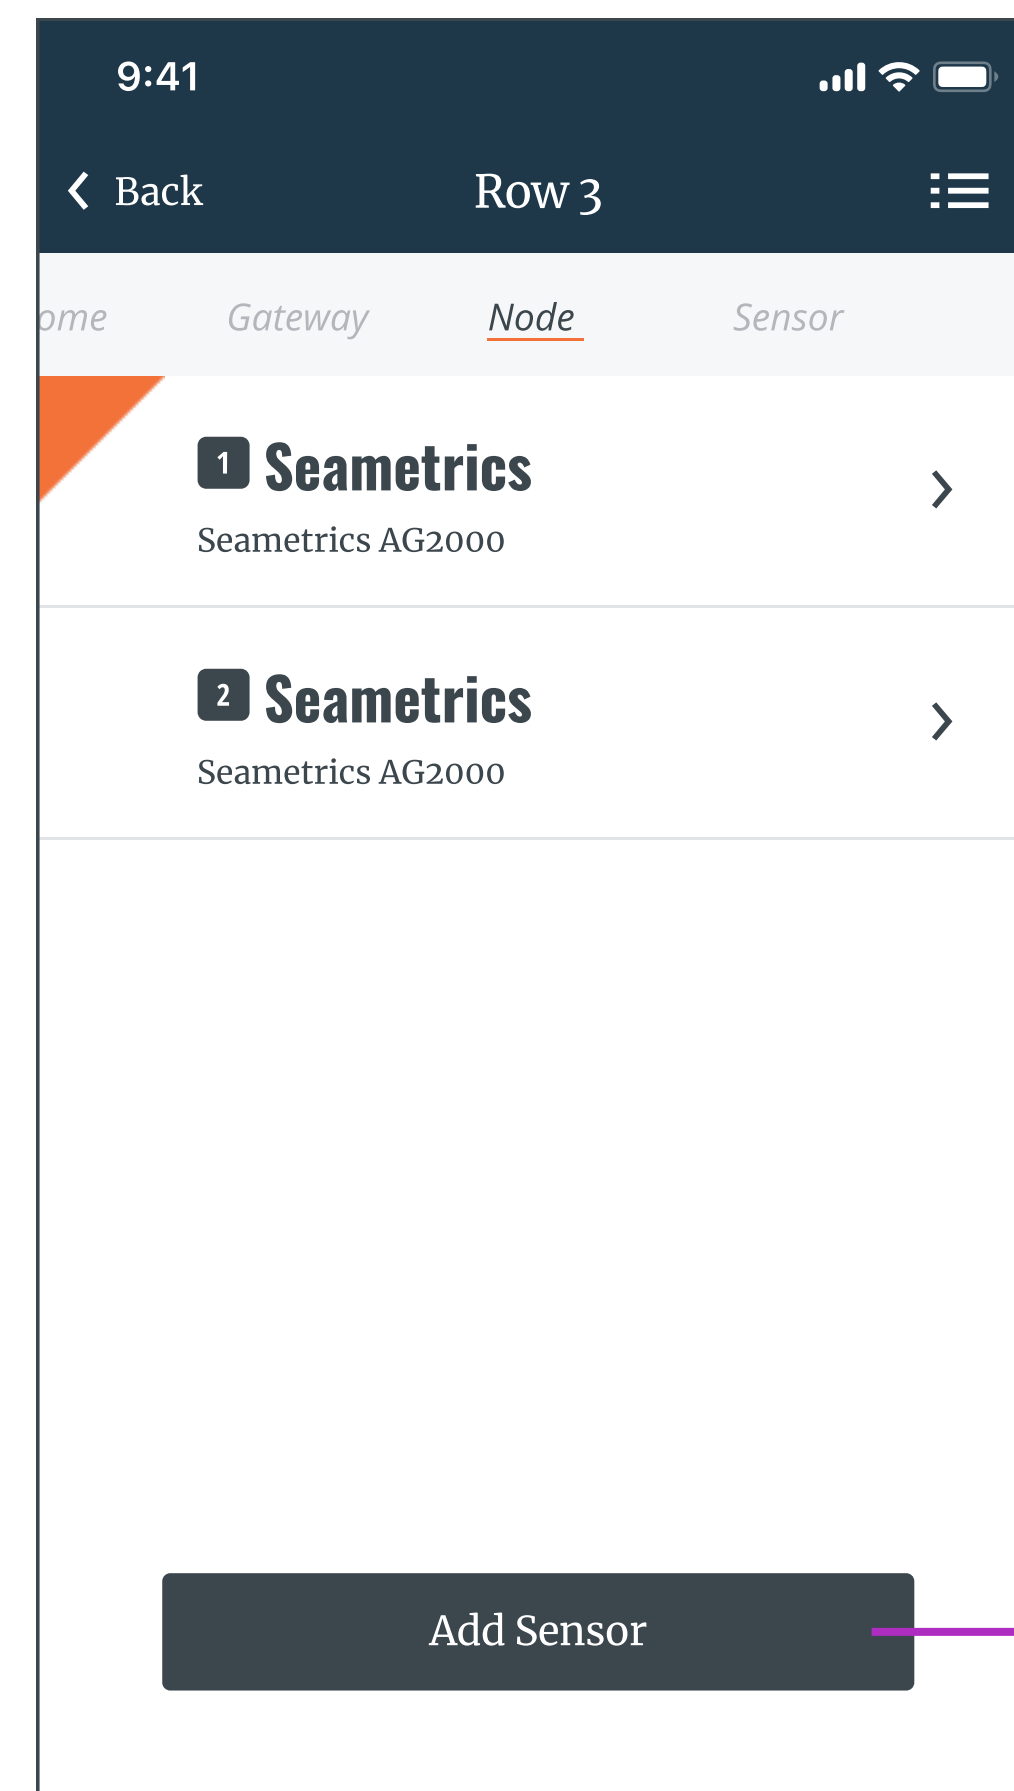 9:41
Back Row 3
ome Gateway Node Sensor
1 Seametrics
Seametrics AG2000
2 Seametrics
Seametrics AG2000
Add Sensor